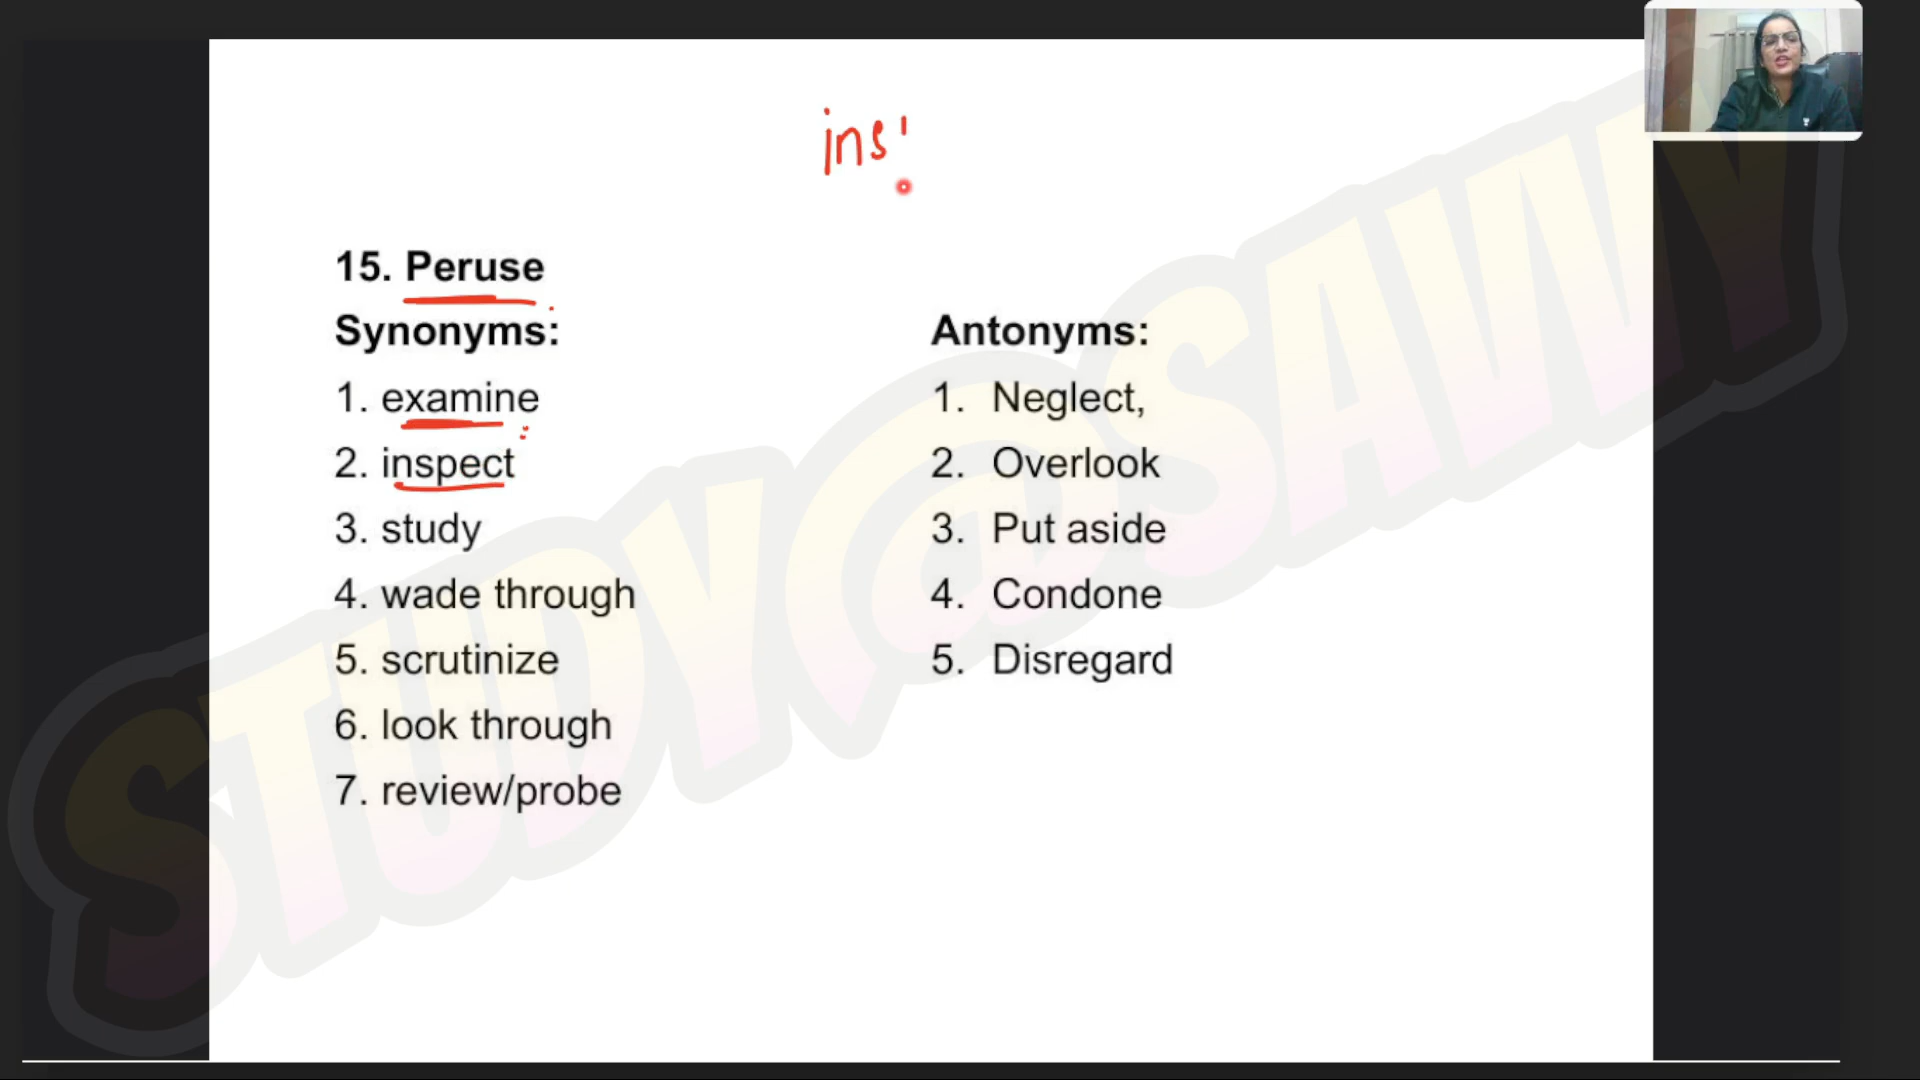 ins'
15. Peruse
Synonyms:
1. examine
2. inspect
3. study
4. wade through
5. scrutinize
6. look through
7. review/probe
Antonyms:
1. Neglect,
2. Overlook
3. Put aside
4. Condone
5. Disregard
STUDY@SAVVY